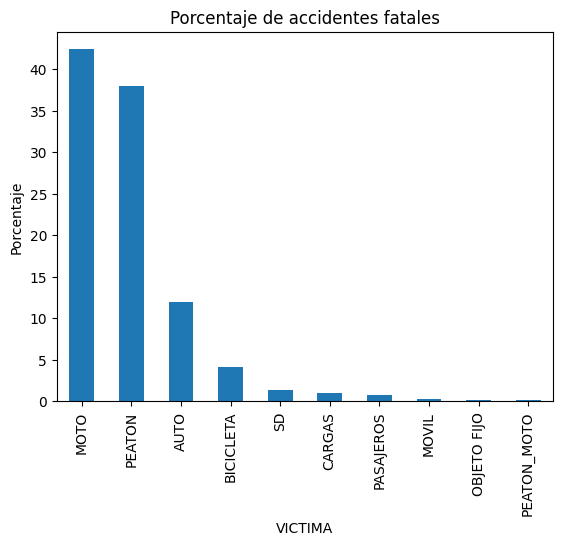 Porcentaje de accidentes fatales
Porcentaje
40
35
30
25
20
15
10
5
0
MOTO
PEATON
AUTO
BICICLETA
SD
CARGAS
PASAJEROS
MOVIL
OBJETO FIJO
PEATON_MOTO
VICTIMA